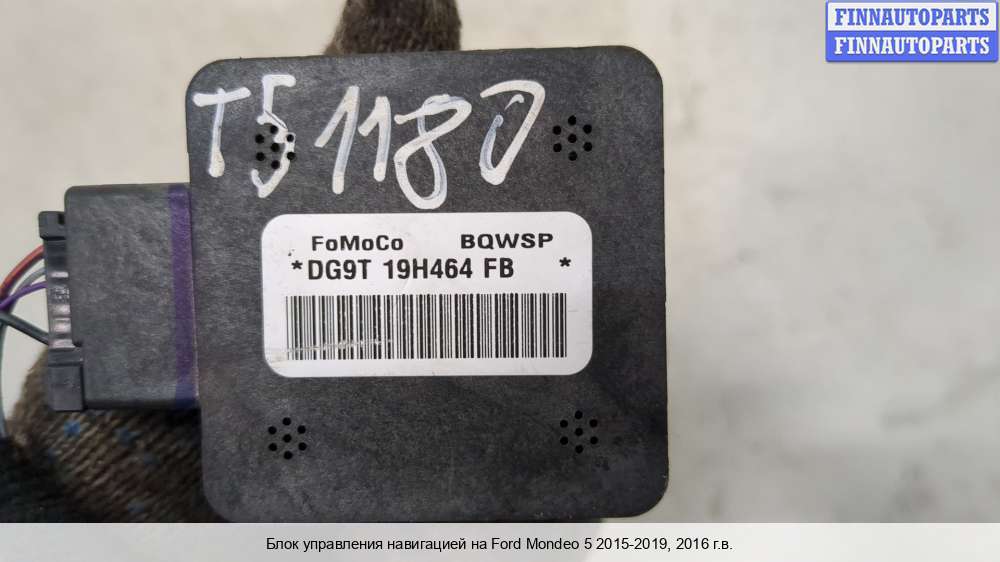 FINNAUTOPARTS
FINNAUTOPARTS
T5 1180
FoMoCo BQWSP
*DG9T 19H464 FB *
Блок управления навигацией на Ford Mondeo 5 2015-2019, 2016 г.в.